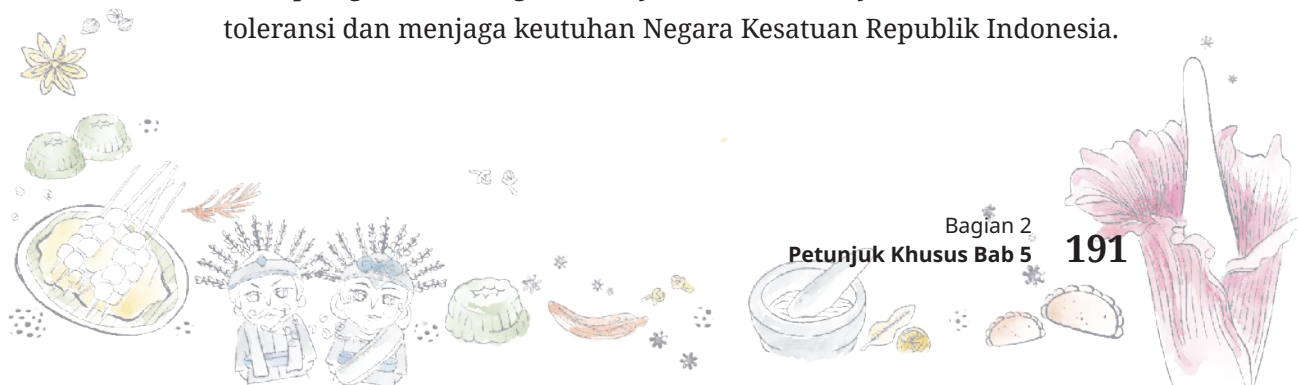 toleransi dan menjaga keutuhan Negara Kesatuan Republik Indonesia.
Bagian 2
Petunjuk Khusus Bab 5 191